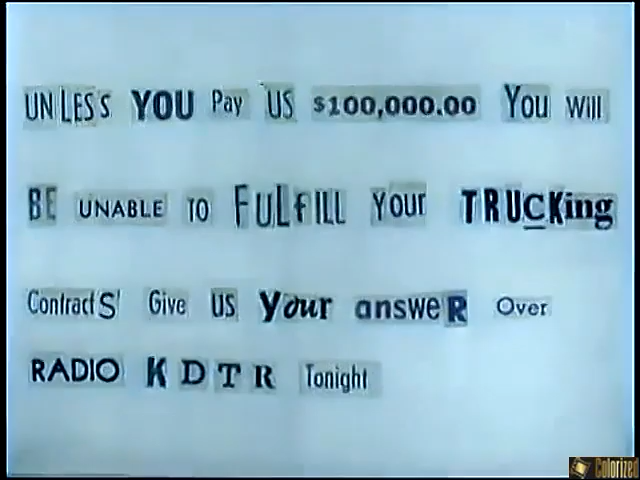 UNLESS YOU Pay US $100,000.00 You will
BE UNABLE TO FULfILL Your TRUCKing
ContractS' Give US Your answeR Over
RADIO K D T R Tonight
Colorized